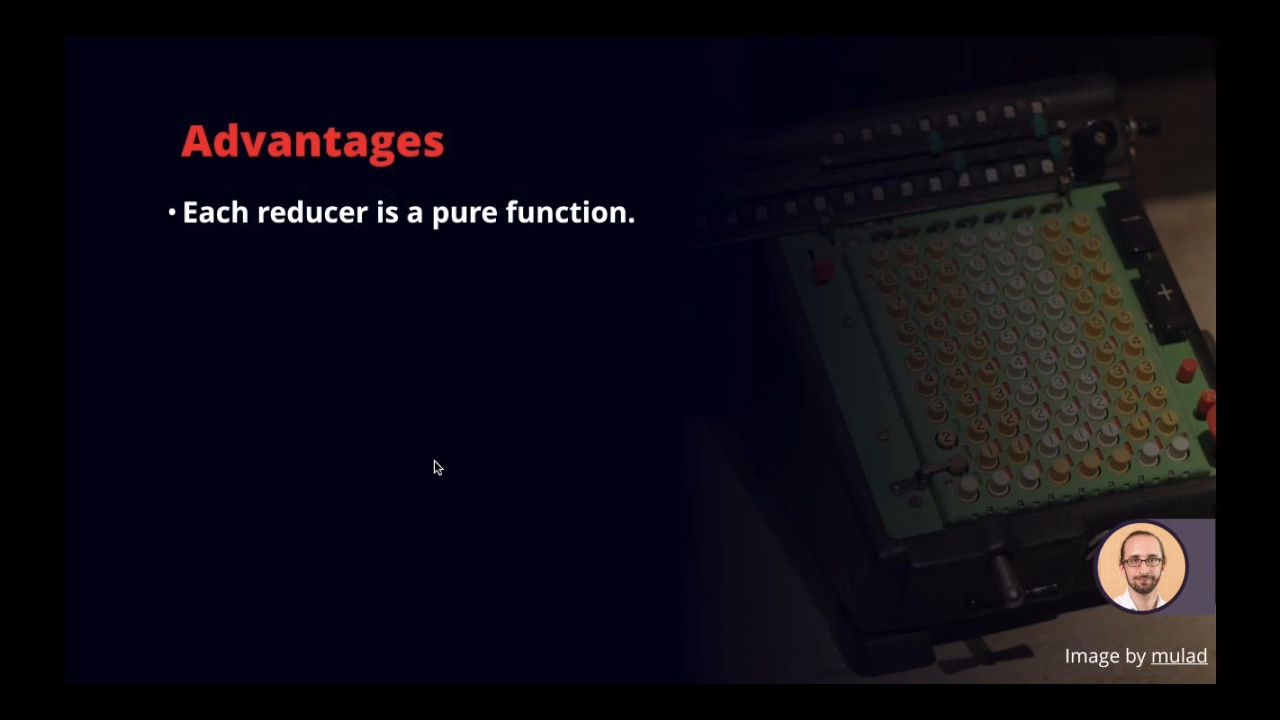 Advantages
• Each reducer is a pure function.
Image by mulad